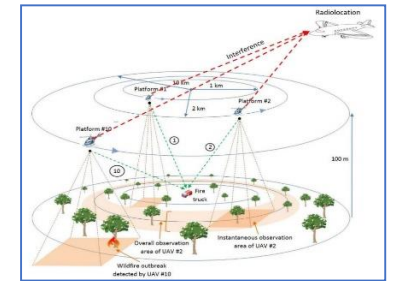 Radiolocation
Interference
10 km
Platform #1
1 km
Platform #2
2 km
Platform #10
1
2
100 m
10
Fire
trush
Overall observation
area of UAV #2
Instantaneous observation
area of UAV #2
Wildfire outbreak
detected by UAV #10